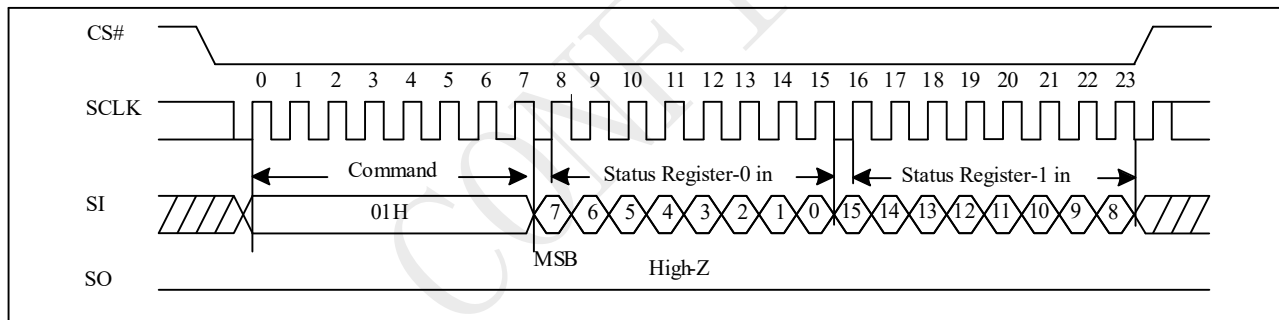 CS#
0 1 2 3 4 5 6 7 8 9 10 11 12 13 14 15 16 17 18 19 20 21 22 23
SCLK
Command Status Register-0 in Status Register-1 in
SI
01H 7 6 5 4 3 2 1 0 15 14 13 12 11 10 9 8
MSB High-Z
SO